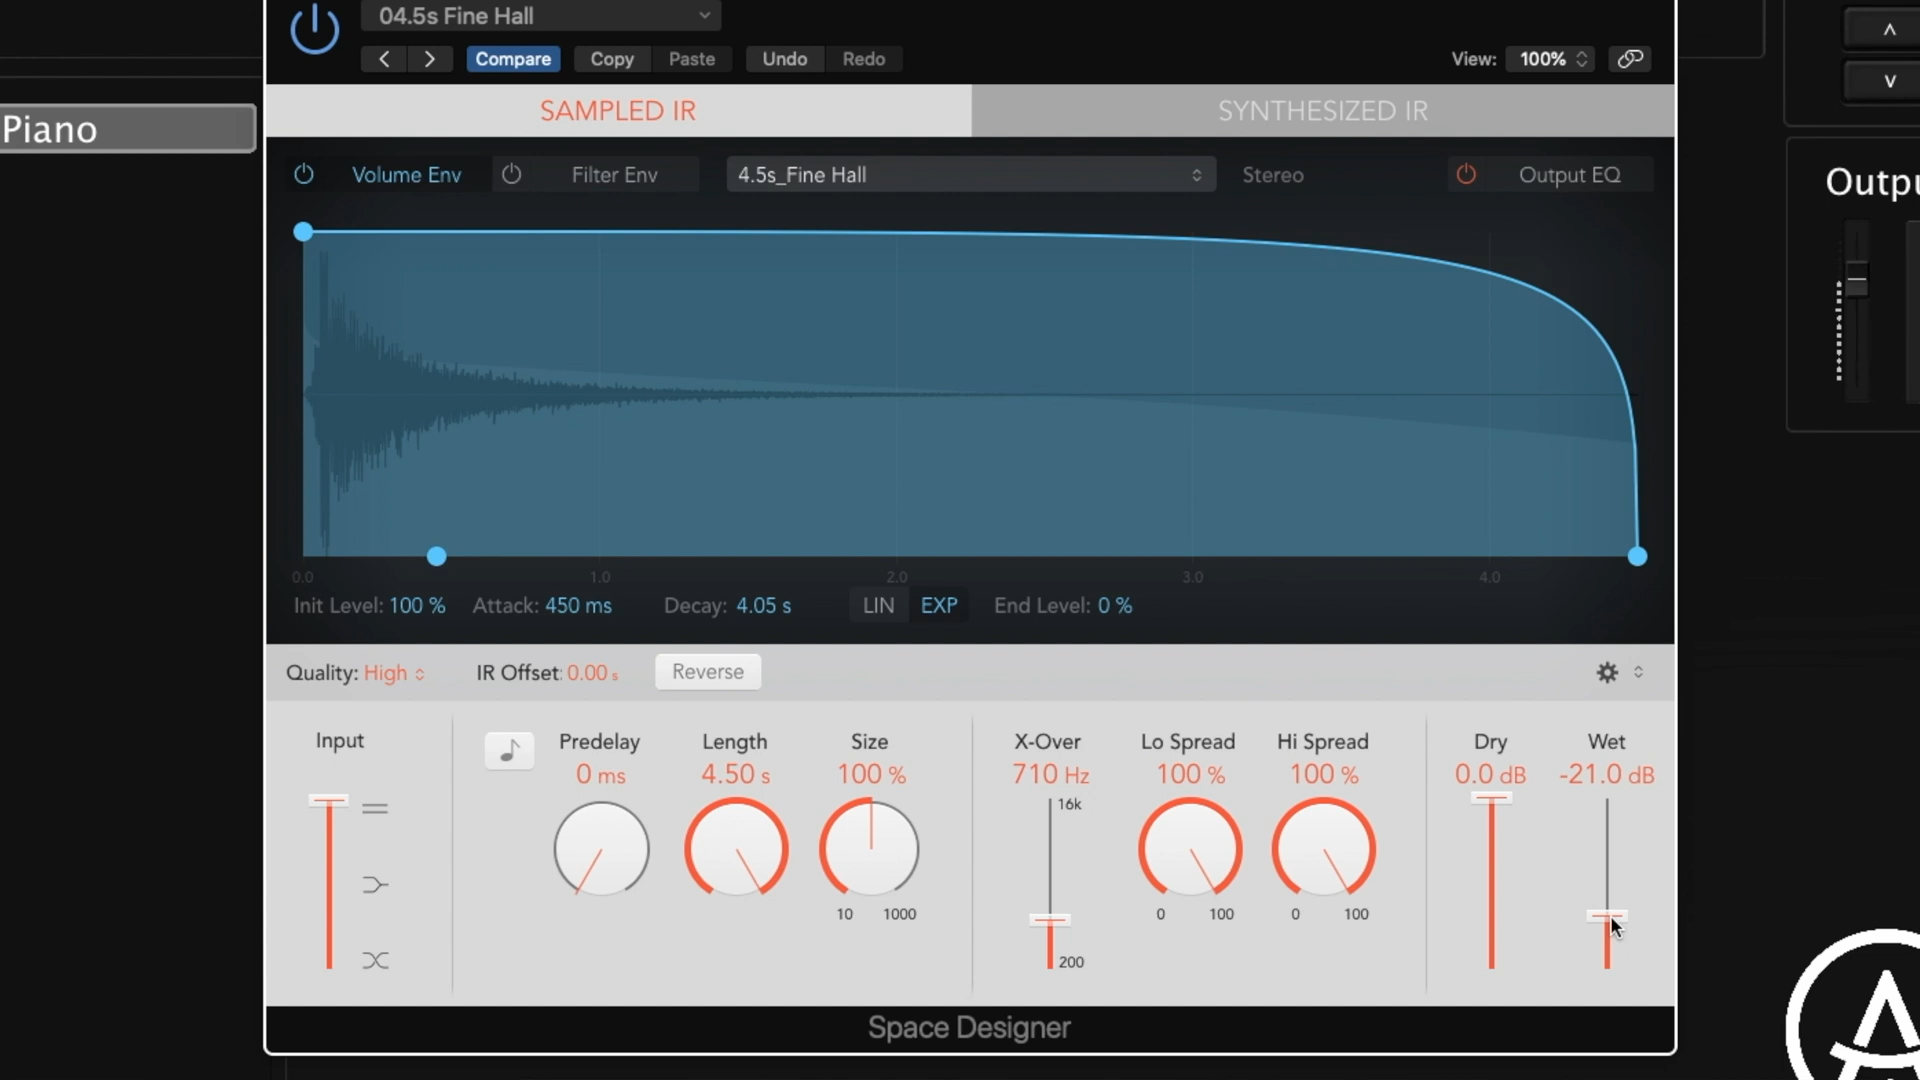 04.5s Fine Hall
Compare Copy Paste Undo Redo View: 100%
SAMPLED IR SYNTHESIZED IR
Piano
Volume Env Filter Env 4.5s_Fine Hall Stereo Output EQ
Outpu
0.0 1.0 2.0 3.0 4.0
Init Level: 100 % Attack: 450 ms Decay: 4.05 s LIN EXP End Level: 0 %
Quality: High IR Offset: 0.00 s Reverse
Input Predelay Length Size X-Over Lo Spread Hi Spread Dry Wet
0 ms 4.50 s 100 % 710 Hz 100 % 100 % 0.0 dB -21.0 dB
16k
10 1000 0 100 0 100
200
Space Designer